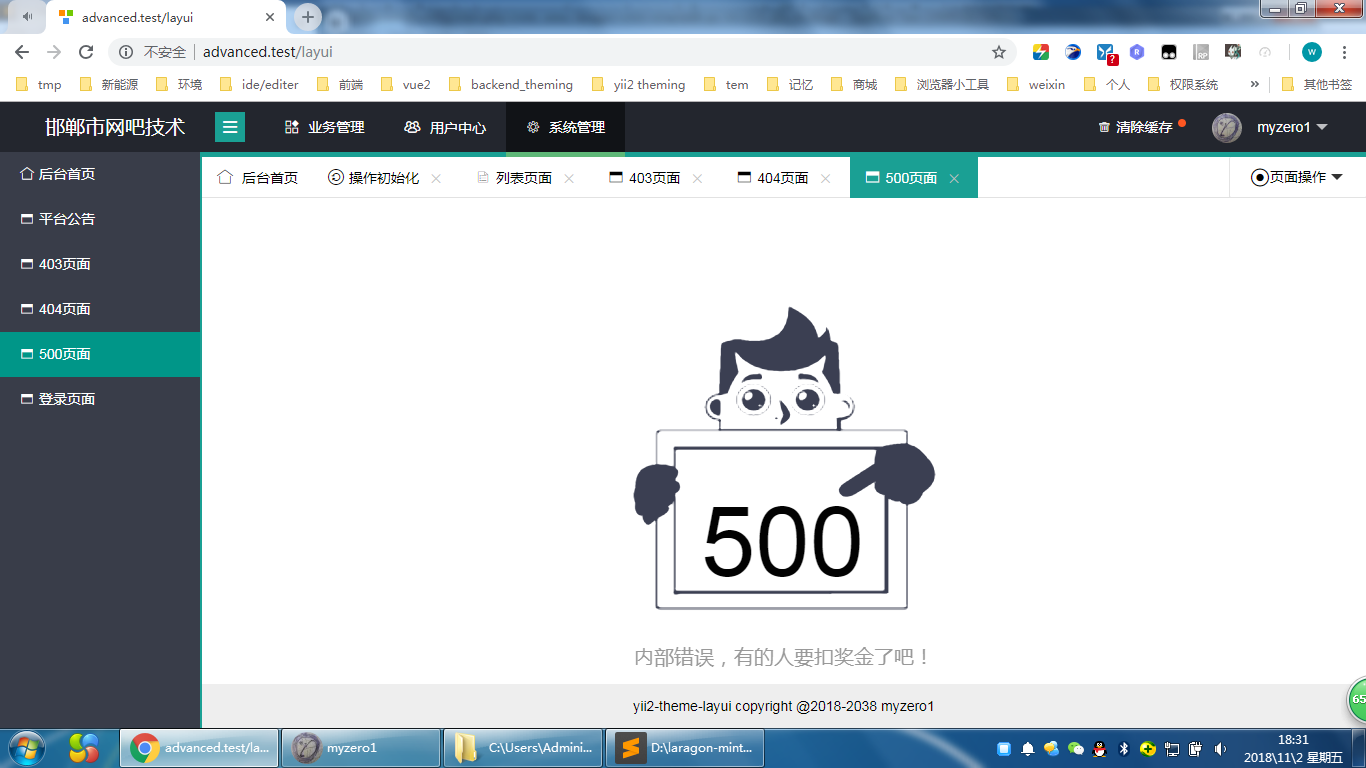 advanced.test/layui
不安全 advanced.test/layui
tmp 新能源 环境 ide/editer 前端 vue2 backend_theming yii2 theming tem 记忆 商城 浏览器小工具 weixin 个人 权限系统 » 其他书签
邯郸市网吧技术 业务管理 用户中心 系统管理 清除缓存 myzero1
后台首页 操作初始化 列表页面 403页面 404页面 500页面 页面操作
后台首页
平台公告
403页面
404页面
500页面
登录页面
500
内部错误，有的人要扣奖金了吧！
yii2-theme-layui copyright @2018-2038 myzero1
65
advanced.test/la... myzero1 C:\Users\Admini... D:\laragon-mint...
18:31
2018\11\2 星期五